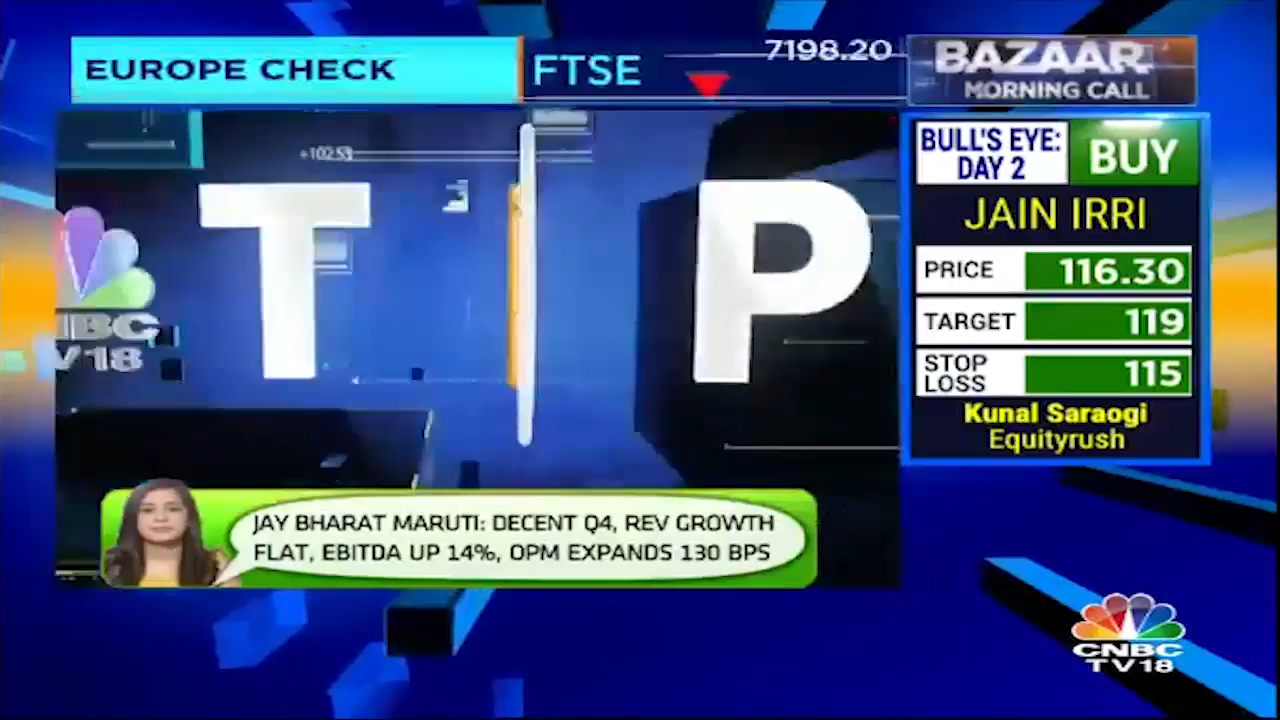 EUROPE CHECK
FTSE
7198.20
BAZAAR
MORNING CALL
BULL'S EYE:
DAY 2
BUY
JAIN IRRI
PRICE
116.30
TARGET
119
STOP
LOSS
115
Kunal Saraogi
Equityrush
+102.53
T P
NBC
TV18
JAY BHARAT MARUTI: DECENT Q4, REV GROWTH
FLAT, EBITDA UP 14%, OPM EXPANDS 130 BPS
CNBC
TV18